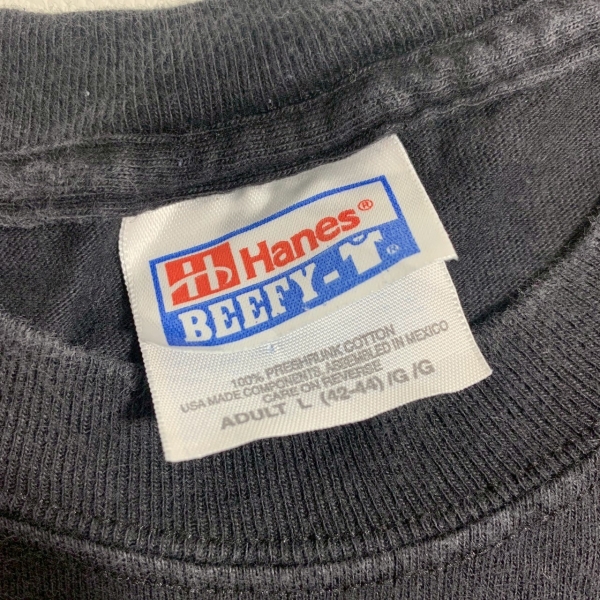 Hanes®
BEEFY-T®
100% PRESHRUNK COTTON
USA MADE COMPONENTS, ASSEMBLED IN MEXICO
CARE ON REVERSE
ADULT L (42-44) /G /G